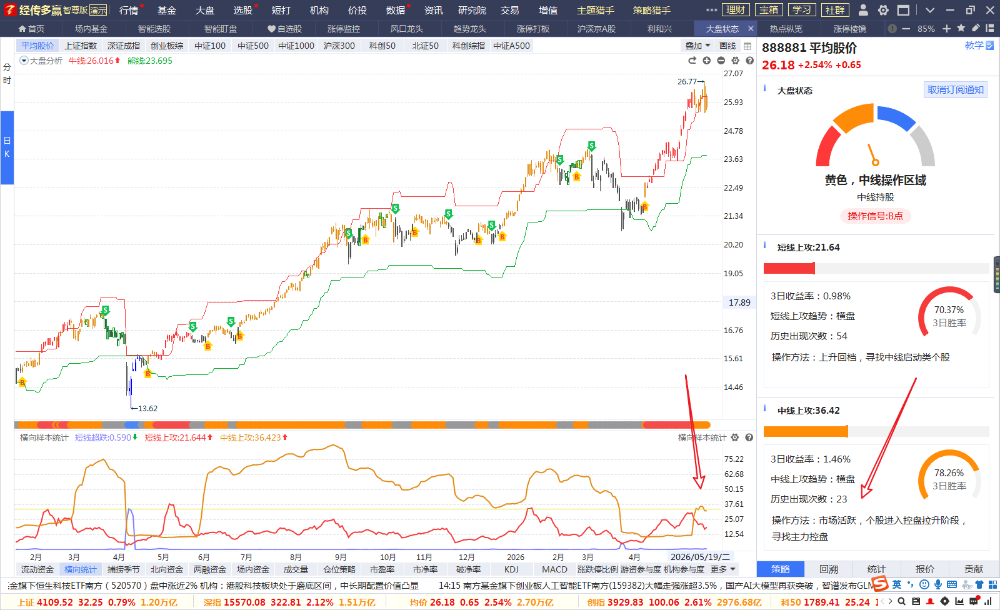 经传多赢 智尊版 演示 行情 基金 大盘 选股 短打 机构 价投 数据 资讯 研究院 交易 增值 主题猎手 策略猎手 理财 宝箱 学习 社群
首页 场内基金 智能选股 智能盯盘 自选股 涨停监控 风口龙头 趋势龙头 涨停打板 沪深京A股 利和兴 大盘状态 热点纵览 涨停棱镜 85%
平均股价 上证指数 深证成指 创业板综 中证100 中证500 中证1000 沪深300 科创50 北证50 科创综指 中证A500 叠加 画线
分时
日K
大盘分析 牛线:26.016 熊线:23.695
27.07
26.77
25.93
24.78
23.63
22.49
21.34
20.20
19.05
17.89
16.76
15.61
14.46
13.62
S S S S S S S S S
B B B B B B B B B B
横向样本统计 短线超跌:0.590 短线上攻:21.644 中线上攻:36.423 横向样本统计
75.22
62.68
50.15
37.61
25.07
12.54
2月 3月 4月 5月 6月 7月 8月 9月 10月 11月 12月 2026 2月 3月 4月 2026/05/19/二
流动资金 横向统计 捕捞季节 北向资金 两融资金 场内资金 成交量 仓位策略 市盈率 市净率 破净率 KDJ MACD 涨跌停比例 游资参与度 机构参与度 更多
888881 平均股价 教学
26.18 +2.54% +0.65
大盘状态 取消订阅通知
黄色，中线操作区域
中线持股
操作信号:B点
短线上攻:21.64
3日收益率：0.98%
短线上攻趋势：横盘
历史出现次数：54
70.37%
3日胜率
操作方法：上升回档，寻找中线启动类个股
中线上攻:36.42
3日收益率：1.46%
中线上攻趋势：横盘
历史出现次数：23
78.26%
3日胜率
操作方法：市场活跃，个股进入控盘拉升阶段，
寻找主力控盘
策略 回溯 统计 报价 贡献
金旗下恒生科技ETF南方（520570）盘中涨近2% 机构：港股科技板块处于磨底区间，中长期配置价值凸显 14:15 南方基金旗下创业板人工智能ETF南方(159382)大幅走强涨超3.5%，国产AI大模型再获突破，智谱发布GLM
S 英
上证 4109.52 32.25 0.79% 1.20万亿 深指 15570.08 322.81 2.12% 1.51万亿 均价 26.18 0.65 2.54% 2.70万亿 创指 3929.83 100.06 2.61% 2976.68亿 科50 1789.41 25.24